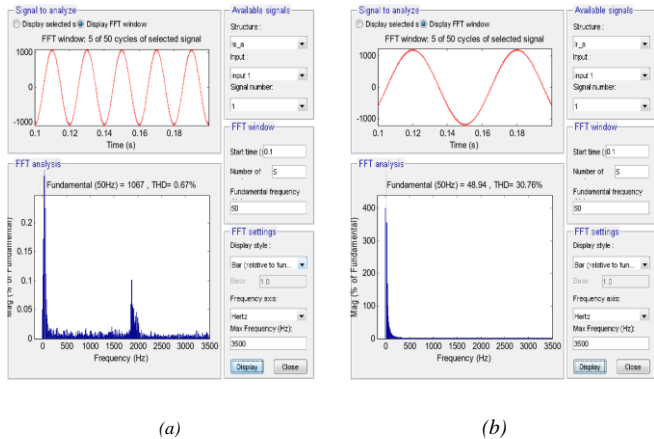 Signal to analyze
Display selected s Display FFT window
FFT window: 5 of 50 cycles of selected signal
1000
0
-1000
0.1 0.12 0.14 0.16 0.18
Time (s)
FFT analysis
Fundamental (50Hz) = 1067 , THD= 0.67%
Mag (% of Fundamental)
0.2
0.15
0.1
0.05
0
0 500 1000 1500 2000 2500 3000 3500
Frequency (Hz)
Available signals
Structure :
is_a
Input :
input 1
Signal number:
1
FFT window
Start time (
0.1
Number of
5
Fundamental frequency
50
FFT settings
Display style :
Bar (relative to fun...
Base
1.0
Frequency axis:
Hertz
Max Frequency (Hz):
3500
Display Close
(a)
Signal to analyze
Display selected s Display FFT window
FFT window: 5 of 50 cycles of selected signal
1000
0
-1000
0.1 0.12 0.14 0.16 0.18
Time (s)
FFT analysis
Fundamental (50Hz) = 48.94 , THD= 30.76%
Mag (% of Fundamental)
400
300
200
100
0
0 500 1000 1500 2000 2500 3000 3500
Frequency (Hz)
Available signals
Structure :
ir_a
Input :
input 1
Signal number:
1
FFT window
Start time (
0.1
Number of
5
Fundamental frequency
50
FFT settings
Display style :
Bar (relative to fun...
Base
1.0
Frequency axis:
Hertz
Max Frequency (Hz):
3500
Display Close
(b)